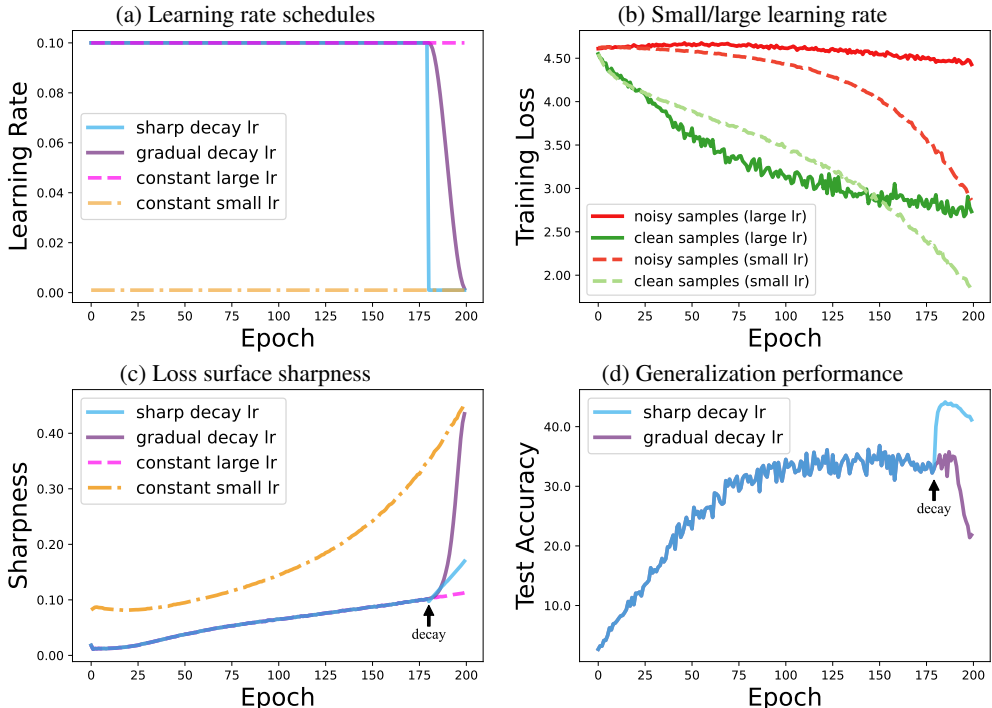 (a) Learning rate schedules
Learning Rate
0.10
0.08
0.06
0.04
0.02
0.00
sharp decay lr
gradual decay lr
constant large lr
constant small lr
0 25 50 75 100 125 150 175 200
Epoch
(b) Small/large learning rate
Training Loss
4.50
4.00
3.50
3.00
2.50
2.00
noisy samples (large lr)
clean samples (large lr)
noisy samples (small lr)
clean samples (small lr)
0 25 50 75 100 125 150 175 200
Epoch
(c) Loss surface sharpness
Sharpness
0.40
0.30
0.20
0.10
0.00
sharp decay lr
gradual decay lr
constant large lr
constant small lr
decay
0 25 50 75 100 125 150 175 200
Epoch
(d) Generalization performance
Test Accuracy
40.0
30.0
20.0
10.0
sharp decay lr
gradual decay lr
decay
0 25 50 75 100 125 150 175 200
Epoch